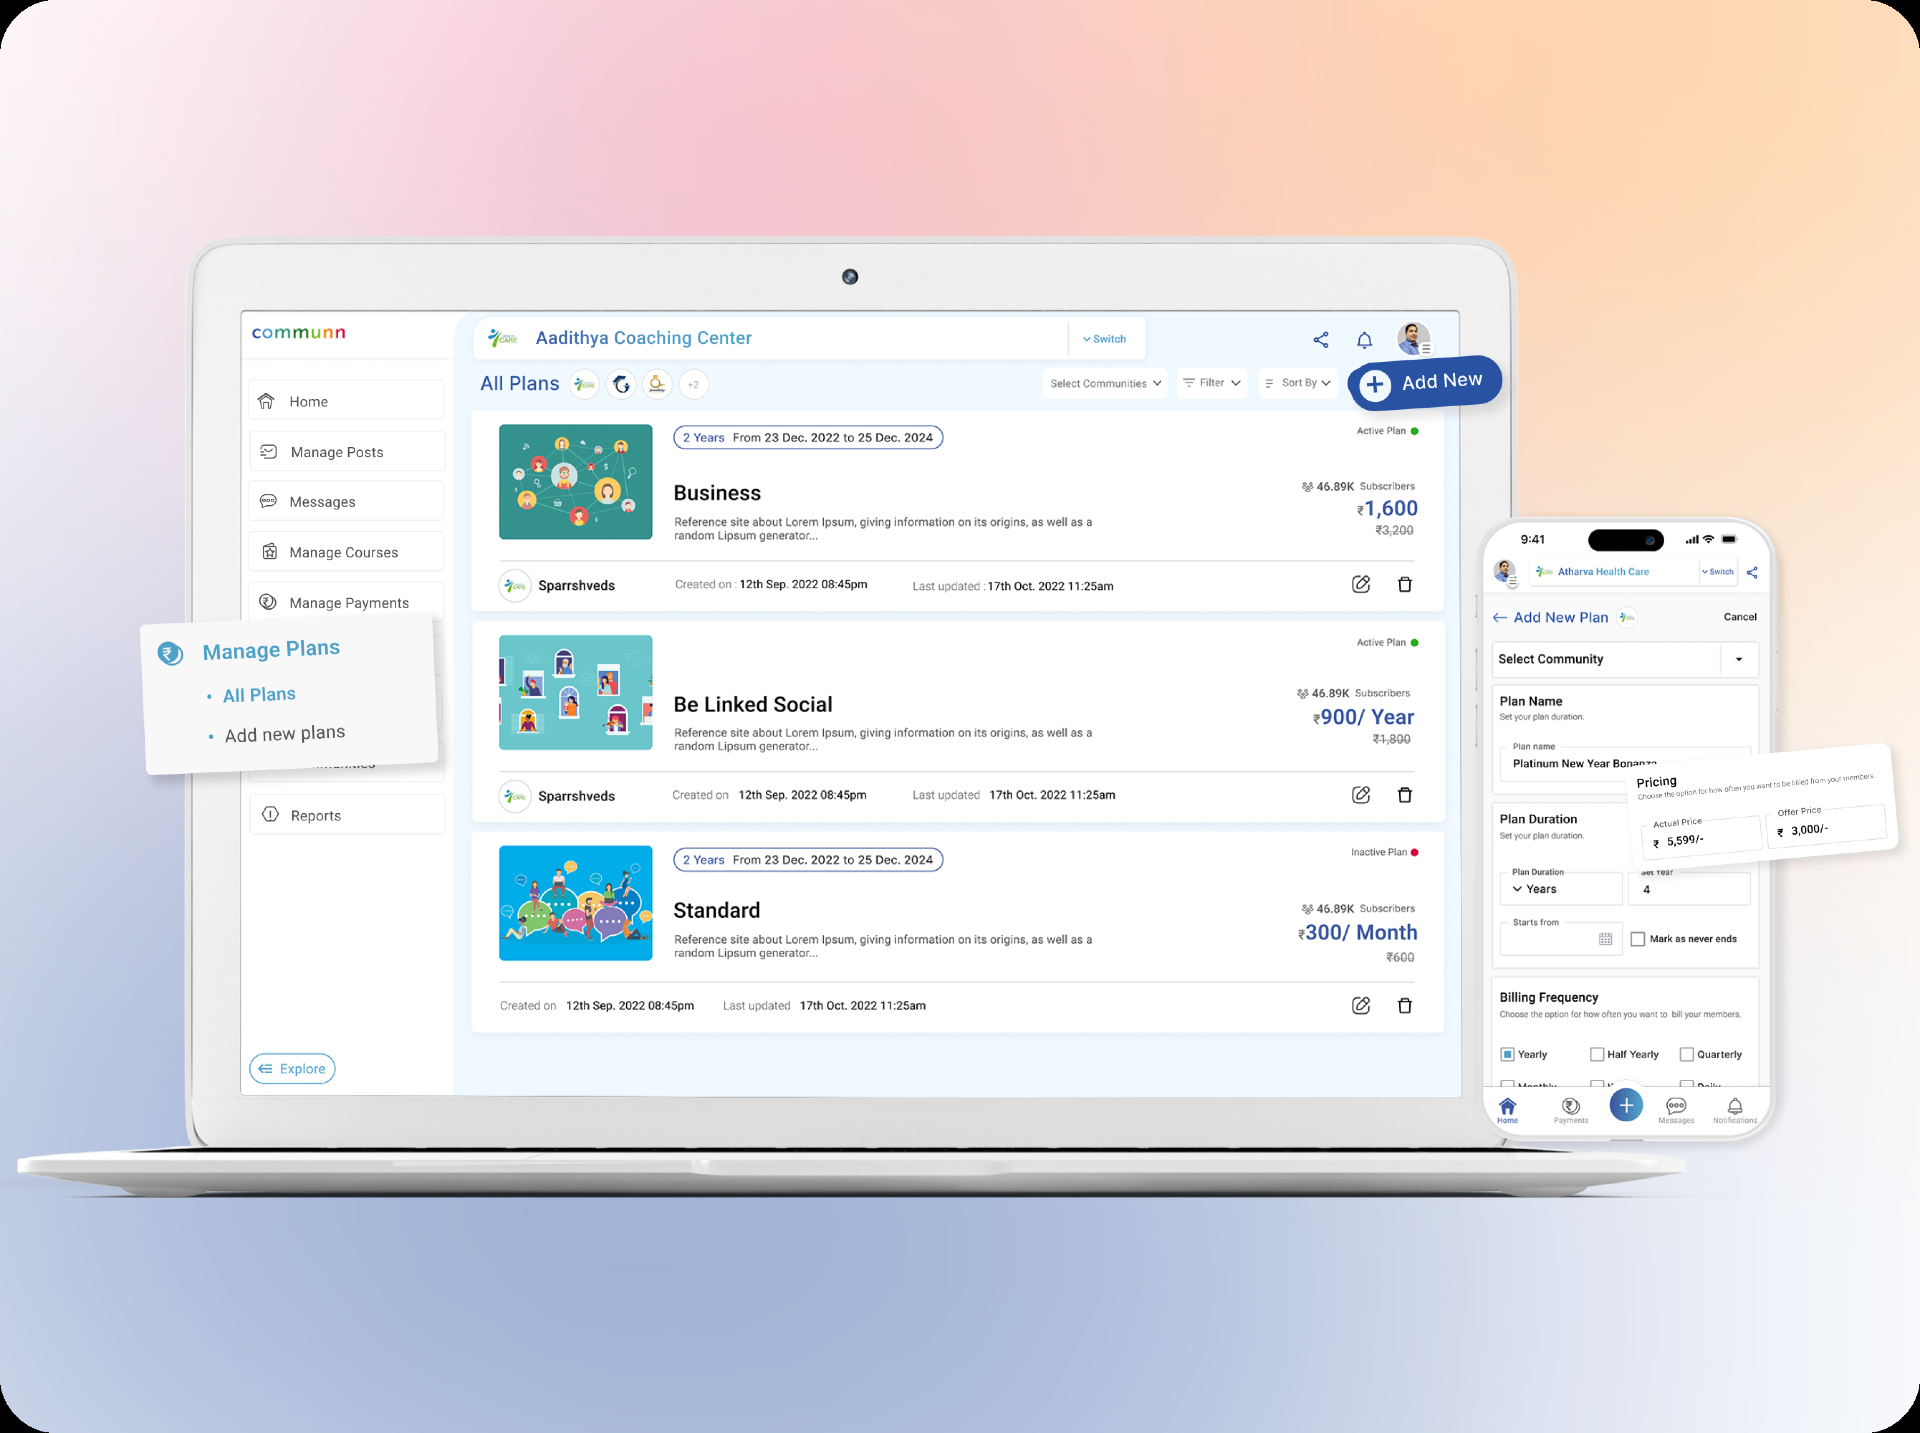 communn
Home
Manage Posts
Messages
Manage Courses
Manage Payments
Manage Plans
• All Plans
• Add new plans
Reports
Explore
CARE
Aadithya Coaching Center
Switch
All Plans
+2
Select Communities
Filter
Sort By
Add New
2 Years From 23 Dec. 2022 to 25 Dec. 2024
Active Plan
Business
Reference site about Lorem Ipsum, giving information on its origins, as well as a
random Lipsum generator...
46.89K Subscribers
₹1,600
₹3,200
Sparrshveds
Created on : 12th Sep. 2022 08:45pm
Last updated : 17th Oct. 2022 11:25am
Active Plan
Be Linked Social
Reference site about Lorem Ipsum, giving information on its origins, as well as a
random Lipsum generator...
46.89K Subscribers
₹900/ Year
₹1,800
Sparrshveds
Created on 12th Sep. 2022 08:45pm
Last updated 17th Oct. 2022 11:25am
2 Years From 23 Dec. 2022 to 25 Dec. 2024
Inactive Plan
Standard
Reference site about Lorem Ipsum, giving information on its origins, as well as a
random Lipsum generator...
46.89K Subscribers
₹300/ Month
₹600
Created on 12th Sep. 2022 08:45pm
Last updated 17th Oct. 2022 11:25am
9:41
Atharva Health Care
Switch
Add New Plan
Cancel
Select Community
Plan Name
Set your plan duration.
Plan name
Platinum New Year Bonanza
Pricing
Choose the option for how often you want to be billed from your members.
Actual Price
₹ 5,599/-
Offer Price
₹ 3,000/-
Plan Duration
Set your plan duration.
Plan Duration
Years
Set Year
4
Starts from
Mark as never ends
Billing Frequency
Choose the option for how often you want to bill your members.
Yearly
Half Yearly
Quarterly
Monthly
Daily
Home
Payments
Messages
Notifications